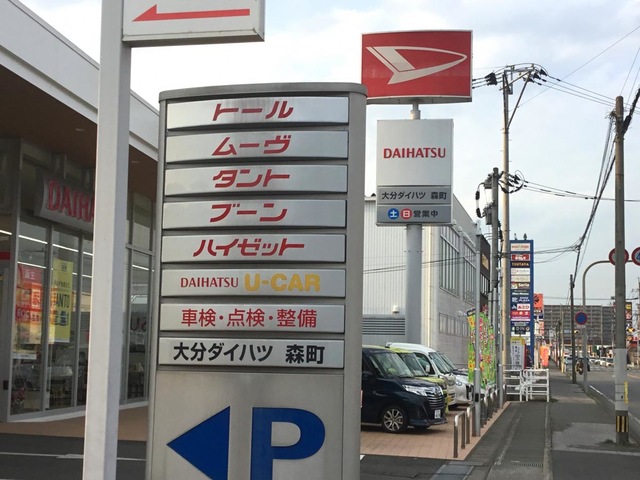 トール
ムーヴ
タント
ブーン
ハイゼット
DAIHATSU U-CAR
車検・点検・整備
大分ダイハツ 森町
P
DAIHATSU
大分ダイハツ 森町
土日営業中
DAIHATSU